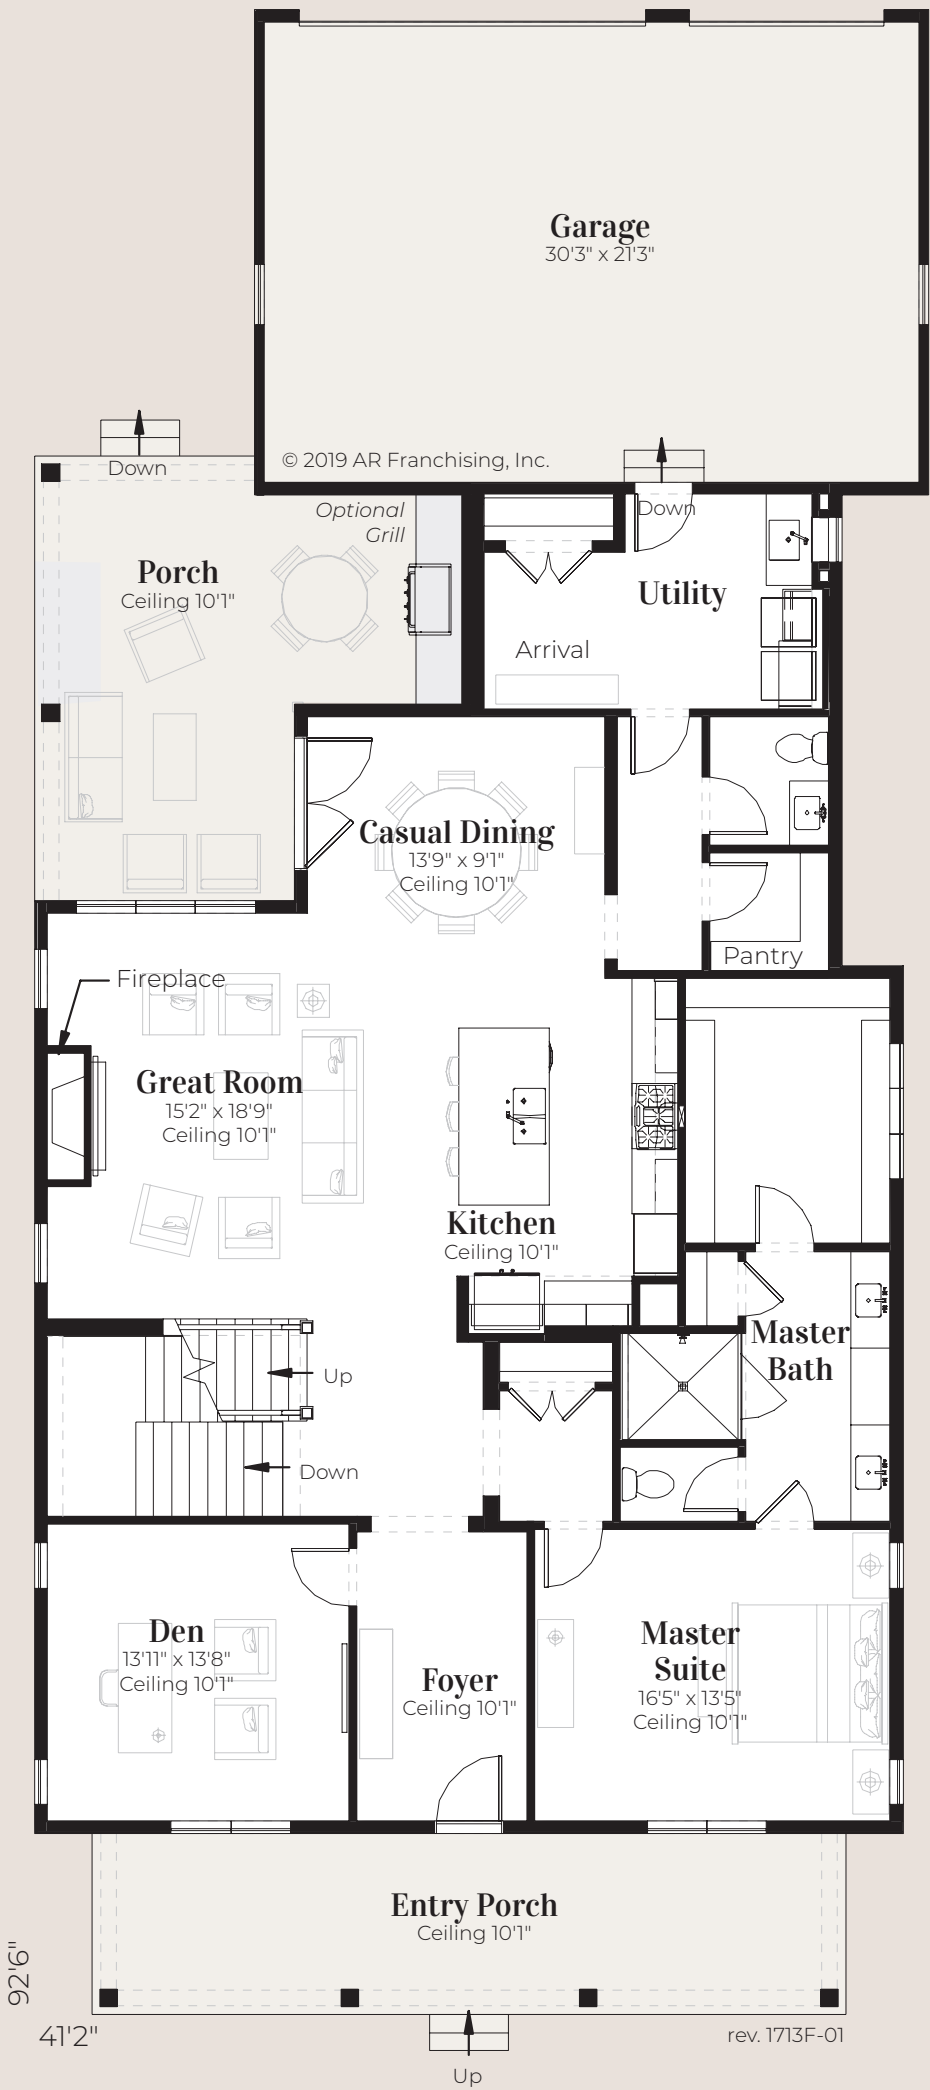 Garage
30'3" x 21'3"
© 2019 AR Franchising, Inc.
Down
Down
Optional
Grill
Porch
Ceiling 10'1"
Utility
Arrival
Casual Dining
13'9" x 9'1"
Ceiling 10'1"
Pantry
Fireplace
Great Room
15'2" x 18'9"
Ceiling 10'1"
Kitchen
Ceiling 10'1"
Master
Bath
Up
Down
Den
13'11" x 13'8"
Ceiling 10'1"
Foyer
Ceiling 10'1"
Master
Suite
16'5" x 13'5"
Ceiling 10'1"
Entry Porch
Ceiling 10'1"
92'6"
41'2"
rev. 1713F-01
Up